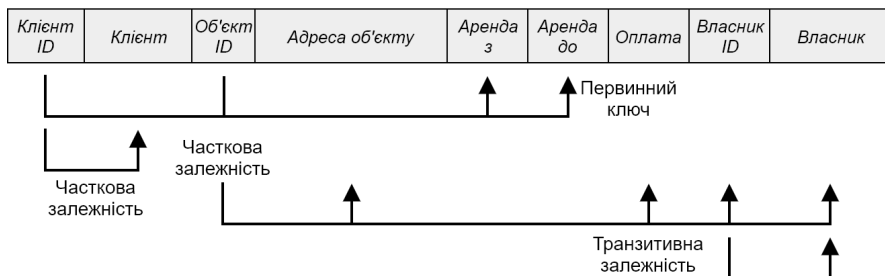 Клієнт ID
Клієнт
Об'єкт ID
Адреса об'єкту
Аренда з
Аренда до
Оплата
Власник ID
Власник
Первинний
ключ
Часткова
залежність
Часткова
залежність
Транзитивна
залежність